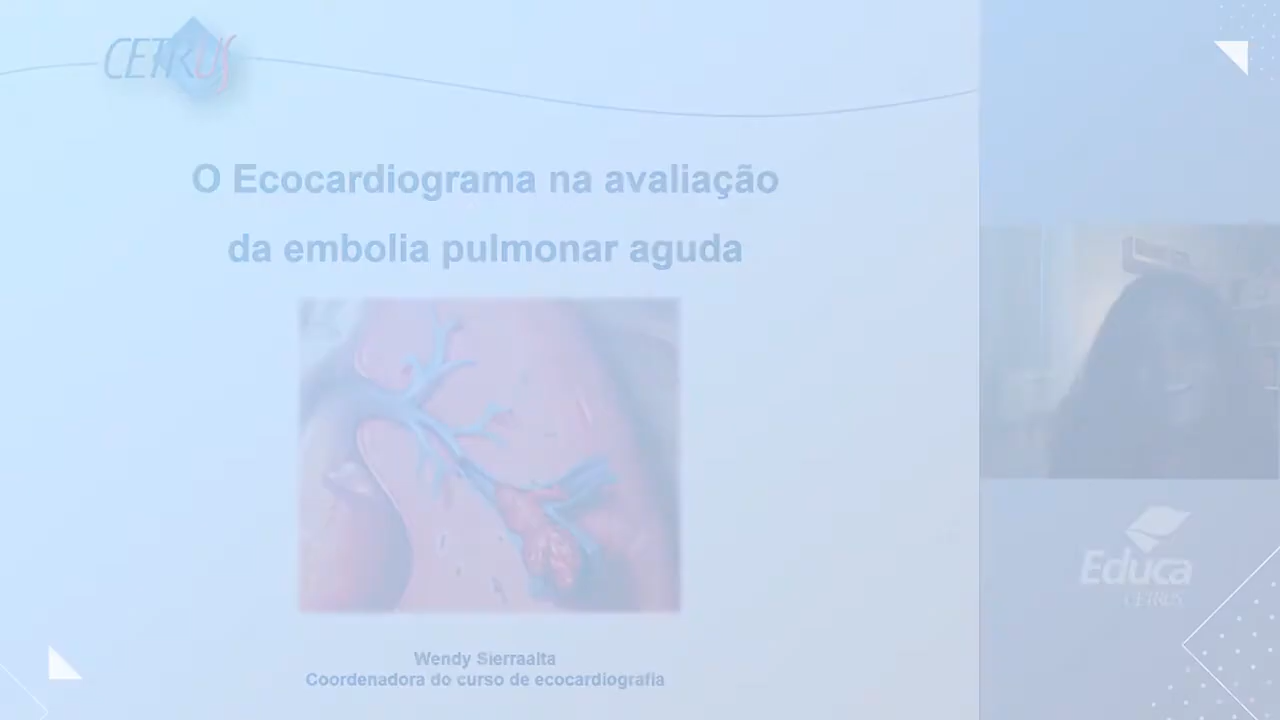 CETRUS
O Ecocardiograma na avaliação
da embolia pulmonar aguda
Wendy Sierraalta
Coordenadora do curso de ecocardiografia
Educa
CETRUS